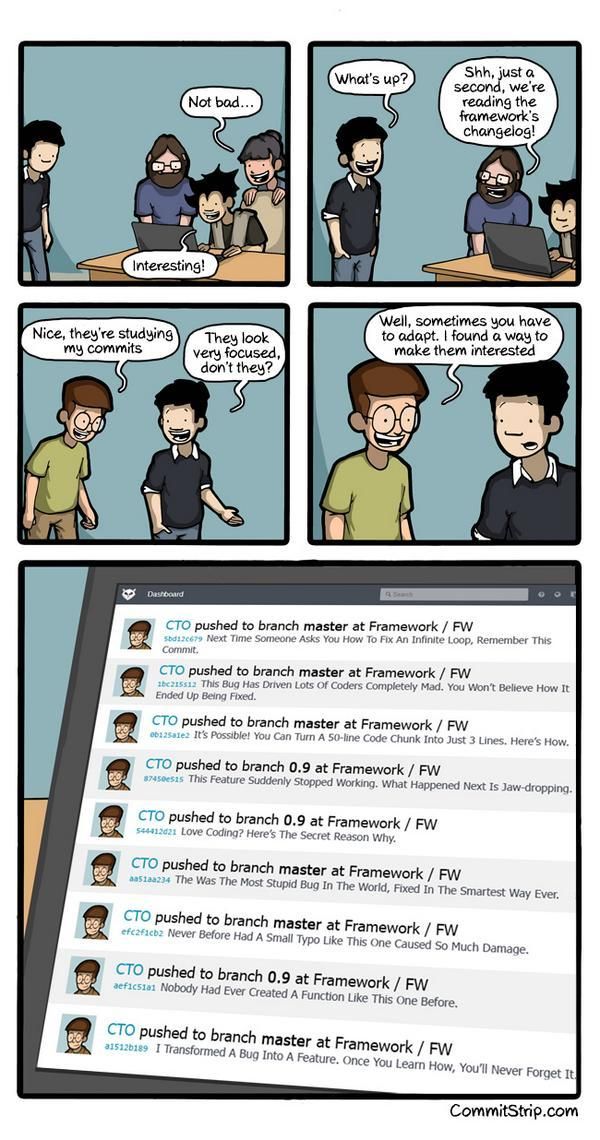 Not bad...
Interesting!
What's up?
Shh, just a
second, we're
reading the
framework's
changelog!
Nice, they're studying
my commits
They look
very focused,
don't they?
Well, sometimes you have
to adapt. I found a way to
make them interested
Dashboard
Search
CTO pushed to branch master at Framework / FW
5bd12c679 Next Time Someone Asks You How To Fix An Infinite Loop, Remember This
Commit.
CTO pushed to branch master at Framework / FW
1bc215s12 This Bug Has Driven Lots Of Coders Completely Mad. You Won't Believe How It
Ended Up Being Fixed.
CTO pushed to branch master at Framework / FW
0b125a1e2 It's Possible! You Can Turn A 50-line Code Chunk Into Just 3 Lines. Here's How.
CTO pushed to branch 0.9 at Framework / FW
87450e515 This Feature Suddenly Stopped Working. What Happened Next Is Jaw-dropping.
CTO pushed to branch 0.9 at Framework / FW
544412d21 Love Coding? Here's The Secret Reason Why.
CTO pushed to branch master at Framework / FW
aa51aa234 The Was The Most Stupid Bug In The World, Fixed In The Smartest Way Ever.
CTO pushed to branch master at Framework / FW
efc2f1cb2 Never Before Had A Small Typo Like This One Caused So Much Damage.
CTO pushed to branch 0.9 at Framework / FW
aef1c51a1 Nobody Had Ever Created A Function Like This One Before.
CTO pushed to branch master at Framework / FW
a1512b189 I Transformed A Bug Into A Feature. Once You Learn How, You'll Never Forget It.
CommitStrip.com